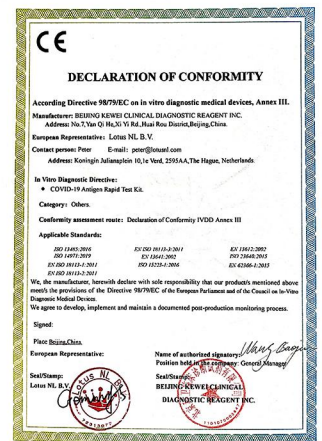 CE
DECLARATION OF CONFORMITY
According Directive 98/79/EC on in vitro diagnostic medical devices, Annex III.
Manufacturer: BEIJING KEWEI CLINICAL DIAGNOSTIC REAGENT INC.
Address: No.7,Yan Qi He,Xi Yi Rd.,Huai Rou District,Beijing,China.
European Representative: Lotus NL B.V.
Contact person: Peter E-mail: peter@lotusnl.com
Address: Koningin Julianaplein 10,1e Verd, 2595AA,The Hague, Netherlands.
In Vitro Diagnostic Directive:
• COVID-19 Antigen Rapid Test Kit.
Category: Others.
Conformity assessment route: Declaration of Conformity IVDD Annex III
Applicable Standards:
ISO 13485:2016 EN ISO 18113-3:2011 EN 13612:2002
ISO 14971:2019 EN 13641:2002 ISO 23640:2015
EN ISO 18113-1:2011 ISO 15223-1:2016 EN 62366-1:2015
EN ISO 18113-2:2011
We, the manufacturer, herewith declare with sole responsibility that our product/s mentioned above
meet/s the provisions of the Directive 98/79/EC of the European Parliament and of the Council on In-Vitro
Diagnostic Medical Devices.
We agree to develop, implement and maintain a documented post-production monitoring process.
Signed:
Place Beijing,China.
European Representative:
Name of authorized signatory:
Position held in the company: General Manager
Seal/Stamp:
Lotus NL B.V.
Seal/Stamp:
BEIJING KEWEI CLINICAL
DIAGNOSTIC REAGENT INC.